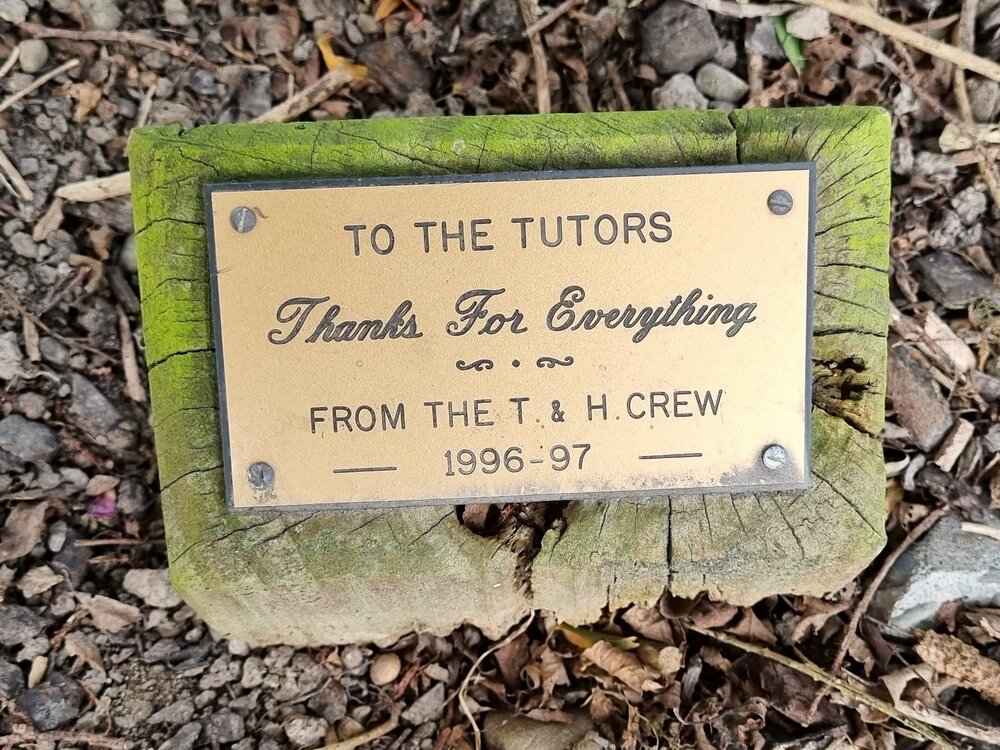 TO THE TUTORS
Thanks For Everything
FROM THE T. & H. CREW
1996-97